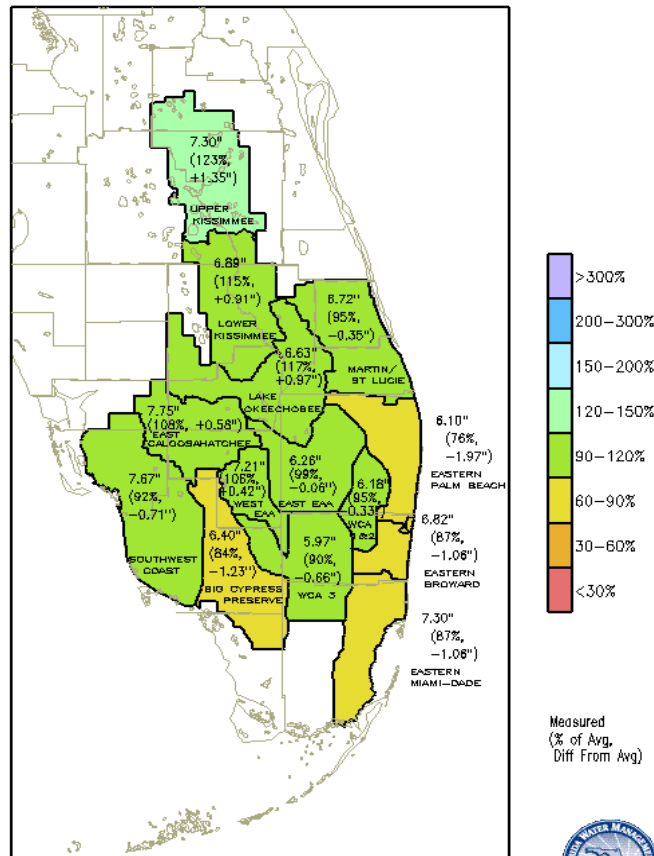 7.30"
(123%,
+1.35")
UPPER
KISSIMMEE
6.89"
(115%,
+0.91")
LOWER
KISSIMMEE
6.72"
(95%,
−0.35")
MARTIN/
ST LUCIE
6.63"
(117%,
+0.97")
LAKE
OKEECHOBEE
7.75"
(108%, +0.58")
EAST
CALOOSAHATCHEE
7.67"
(92%,
−0.71")
SOUTHWEST
COAST
7.21"
(106%,
+0.42")
WEST
EAA
6.26"
(99%,
−0.06")
EAST EAA
6.18"
(95%,
−0.33")
WCA
1&2
6.40"
(84%,
−1.23")
BIG CYPRESS
PRESERVE
5.97"
(90%,
−0.66")
WCA 3
6.10"
(76%,
−1.97")
EASTERN
PALM BEACH
6.82"
(87%,
−1.06")
EASTERN
BROWARD
7.30"
(87%,
−1.06")
EASTERN
MIAMI−DADE
>300%
200−300%
150−200%
120−150%
90−120%
60−90%
30−60%
<30%
Measured
(% of Avg,
Diff From Avg)
WATER